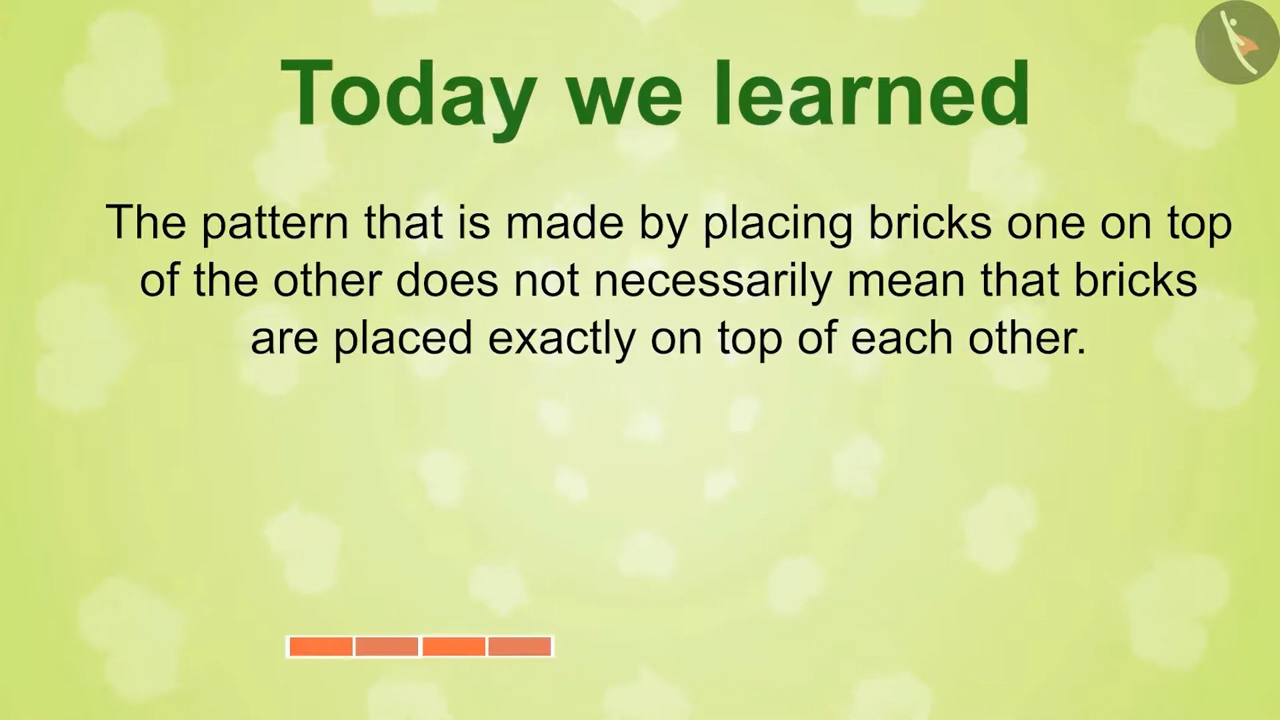 Today we learned
The pattern that is made by placing bricks one on top
of the other does not necessarily mean that bricks
are placed exactly on top of each other.